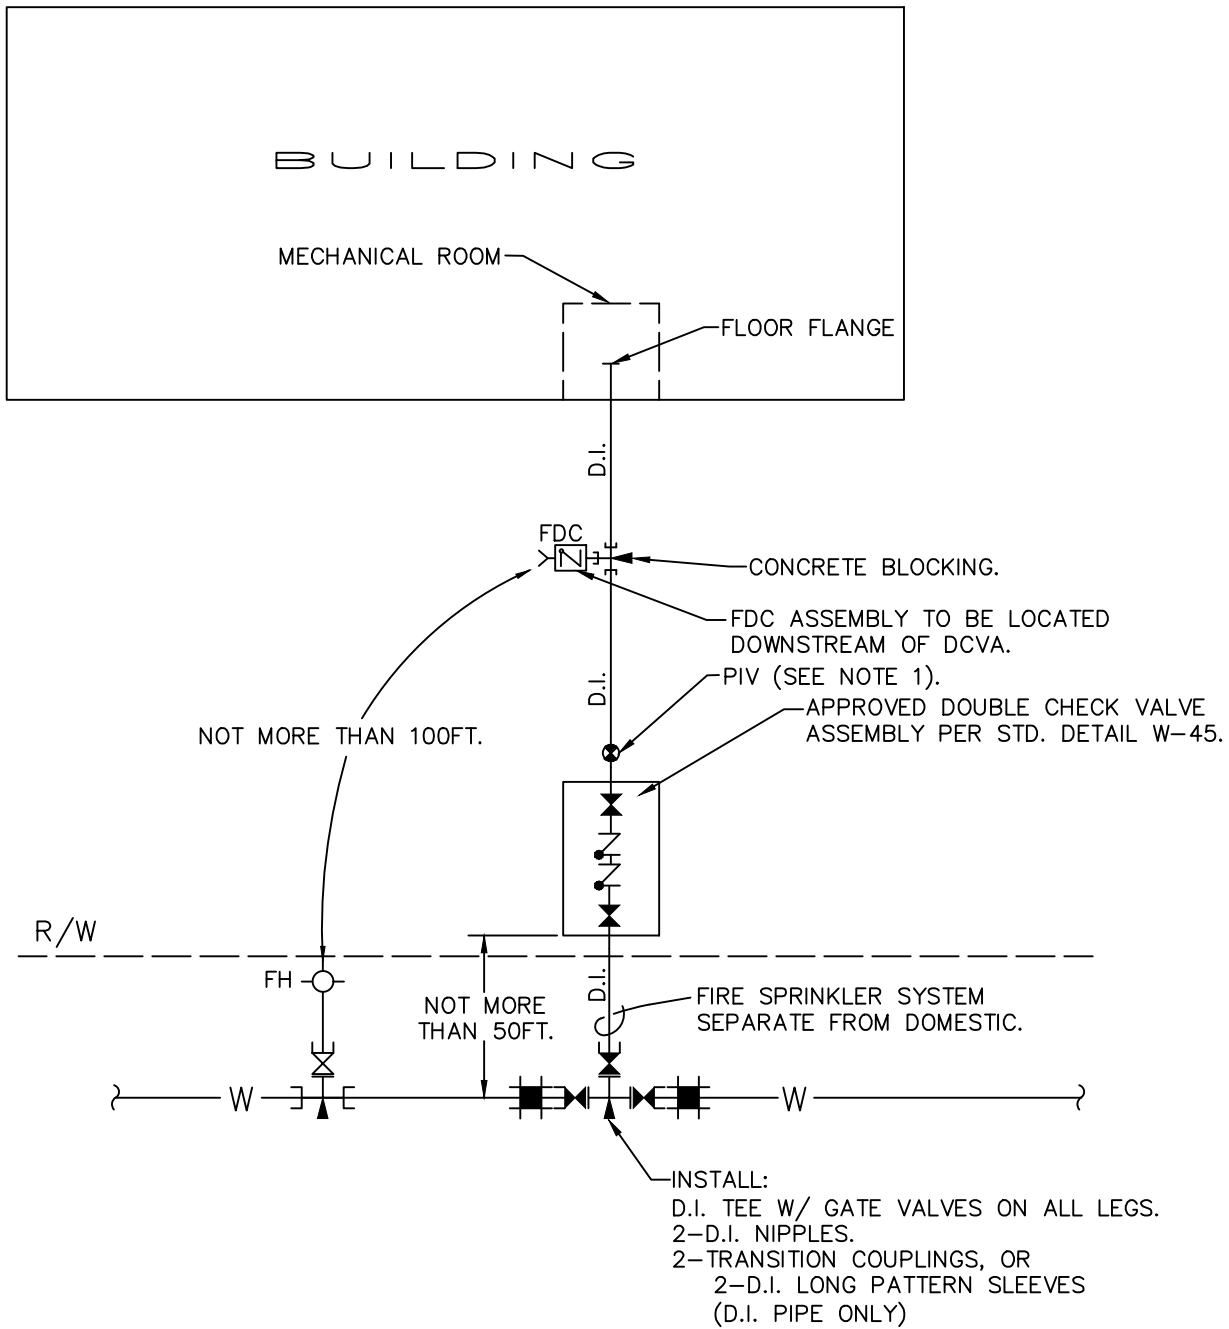 BUILDING
MECHANICAL ROOM
FLOOR FLANGE
D.I.
FDC
CONCRETE BLOCKING.
FDC ASSEMBLY TO BE LOCATED
DOWNSTREAM OF DCVA.
D.I.
PIV (SEE NOTE 1).
APPROVED DOUBLE CHECK VALVE
ASSEMBLY PER STD. DETAIL W-45.
NOT MORE THAN 100FT.
R/W
FH
D.I.
NOT MORE
THAN 50FT.
FIRE SPRINKLER SYSTEM
SEPARATE FROM DOMESTIC.
W
W
INSTALL:
D.I. TEE W/ GATE VALVES ON ALL LEGS.
2-D.I. NIPPLES.
2-TRANSITION COUPLINGS, OR
2-D.I. LONG PATTERN SLEEVES
(D.I. PIPE ONLY)